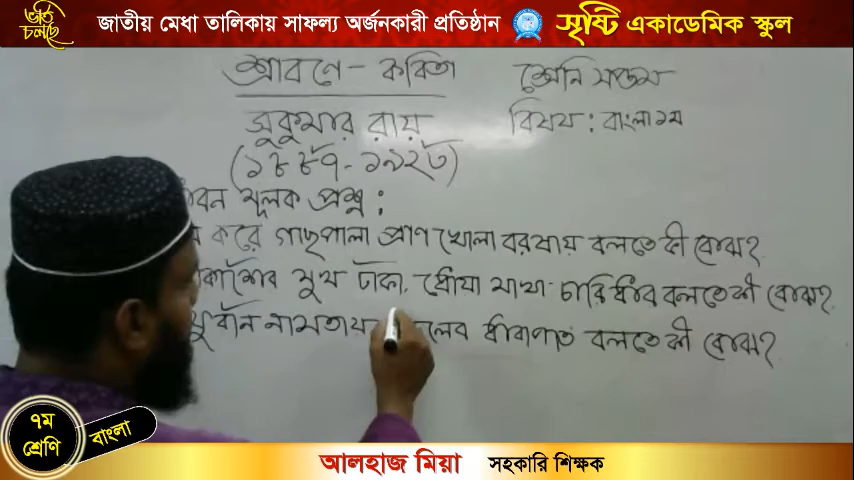 ভর্তি চলছে
জাতীয় মেধা তালিকায় সাফল্য অর্জনকারী প্রতিষ্ঠান সৃষ্টি একাডেমিক স্কুল
শ্রাবণে - কবিতা শ্রেনি সপ্তম
সুকুমার রায় বিষয় : বাংলা ১ম
(১৮৮৭-১৯২৩)
মূলক প্রশ্ন :
করে গাছপালা প্রাণ খোলা বরষায় বলতে কী বোঝ?
মুখ ঢাকা, ধোঁয়া মাখা চারি ধার বলতে কী বোঝ?
নামতায় ধারাপাত বলতে কী বোঝ?
৭ম শ্রেণি
বাংলা
আলহাজ মিয়া সহকারি শিক্ষক